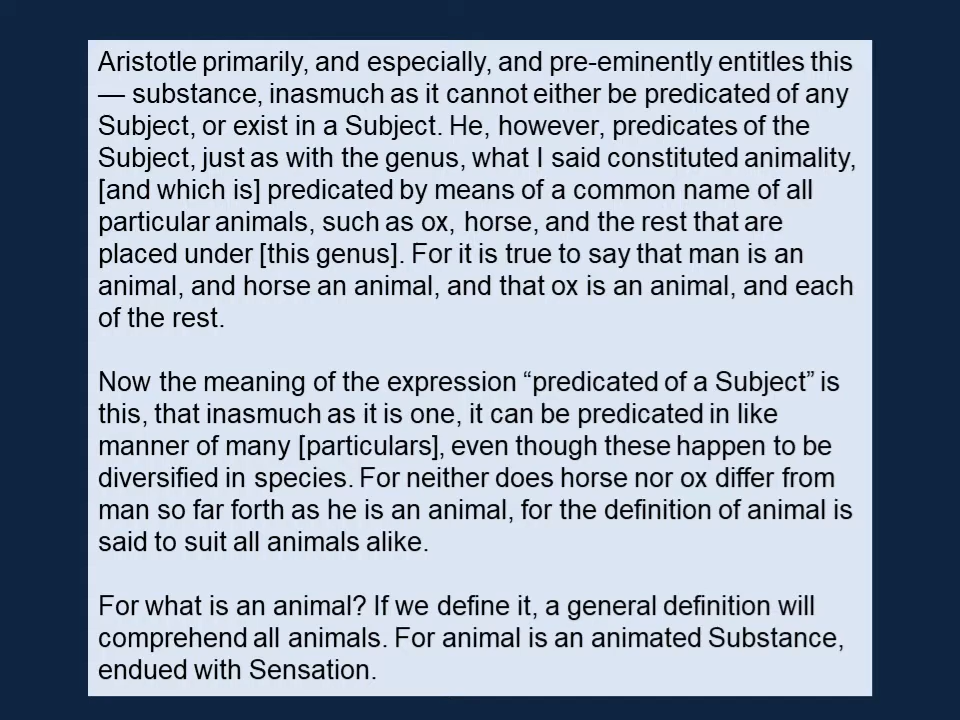 Aristotle primarily, and especially, and pre-eminently entitles this
— substance, inasmuch as it cannot either be predicated of any
Subject, or exist in a Subject. He, however, predicates of the
Subject, just as with the genus, what I said constituted animality,
[and which is] predicated by means of a common name of all
particular animals, such as ox, horse, and the rest that are
placed under [this genus]. For it is true to say that man is an
animal, and horse an animal, and that ox is an animal, and each
of the rest.
Now the meaning of the expression “predicated of a Subject” is
this, that inasmuch as it is one, it can be predicated in like
manner of many [particulars], even though these happen to be
diversified in species. For neither does horse nor ox differ from
man so far forth as he is an animal, for the definition of animal is
said to suit all animals alike.
For what is an animal? If we define it, a general definition will
comprehend all animals. For animal is an animated Substance,
endued with Sensation.